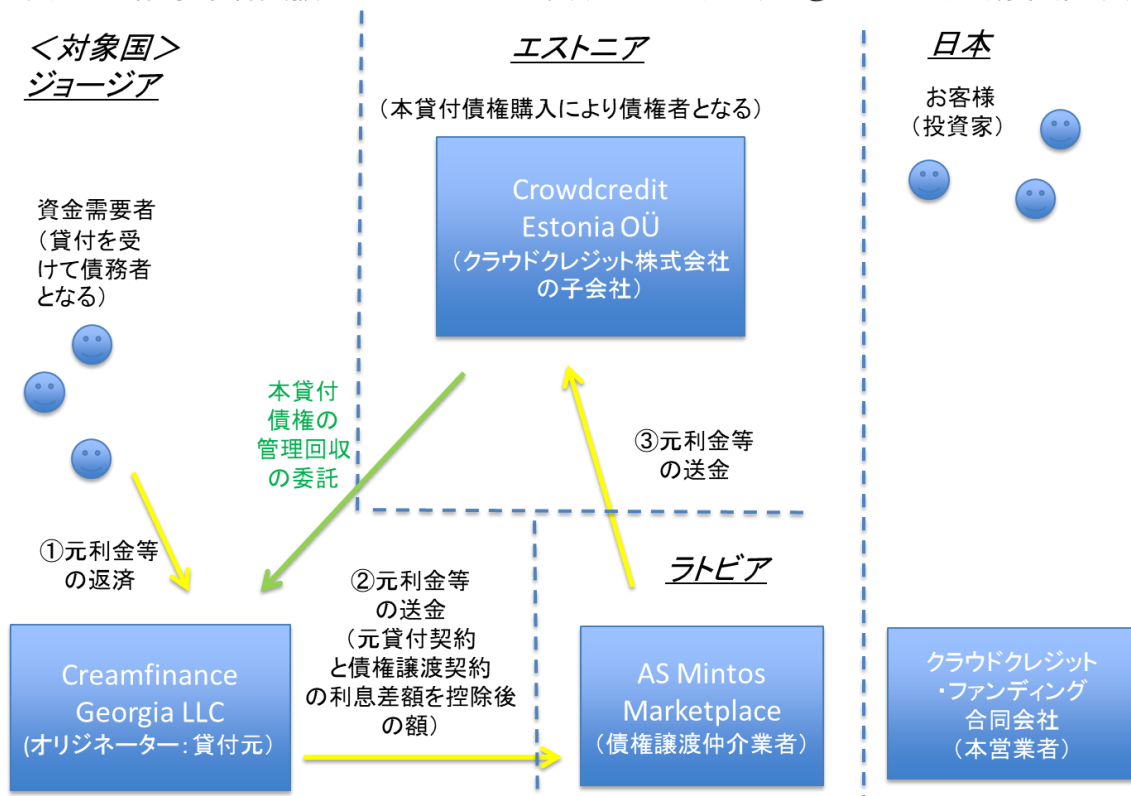 ＜対象国＞
ジョージア
エストニア
日本
（本貸付債権購入により債権者となる）
お客様
（投資家）
Crowdcredit
Estonia OÜ
（クラウドクレジット株式会社
の子会社）
資金需要者
（貸付を受
けて債務者
となる）
本貸付
債権の
管理回収
の委託
③元利金等
の送金
①元利金等
の返済
②元利金等
の送金
（元貸付契約
と債権譲渡契約
の利息差額を控除後
の額）
ラトビア
Creamfinance
Georgia LLC
(オリジネーター：貸付元）
AS Mintos
Marketplace
（債権譲渡仲介業者）
クラウドクレジット
・ファンディング
合同会社
（本営業者）